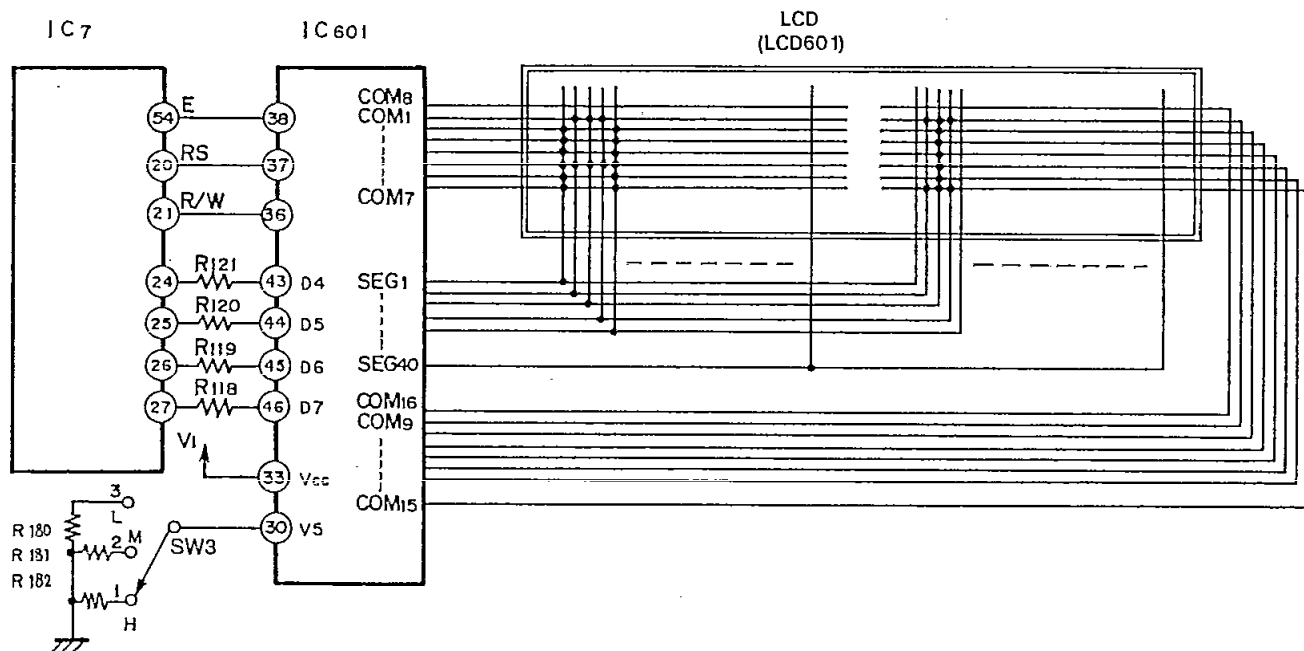 IC7
IC601
LCD
(LCD601)
54 E 38
20 RS 37
21 R/W 36
24 R121 43 D4
25 R120 44 D5
26 R119 45 D6
27 R118 46 D7
V1
33 Vcc
30 V5
SW3
COM8
COM1
COM7
SEG1
SEG40
COM16
COM9
COM15
3
L
R180
R181
R182
2 M
1
H